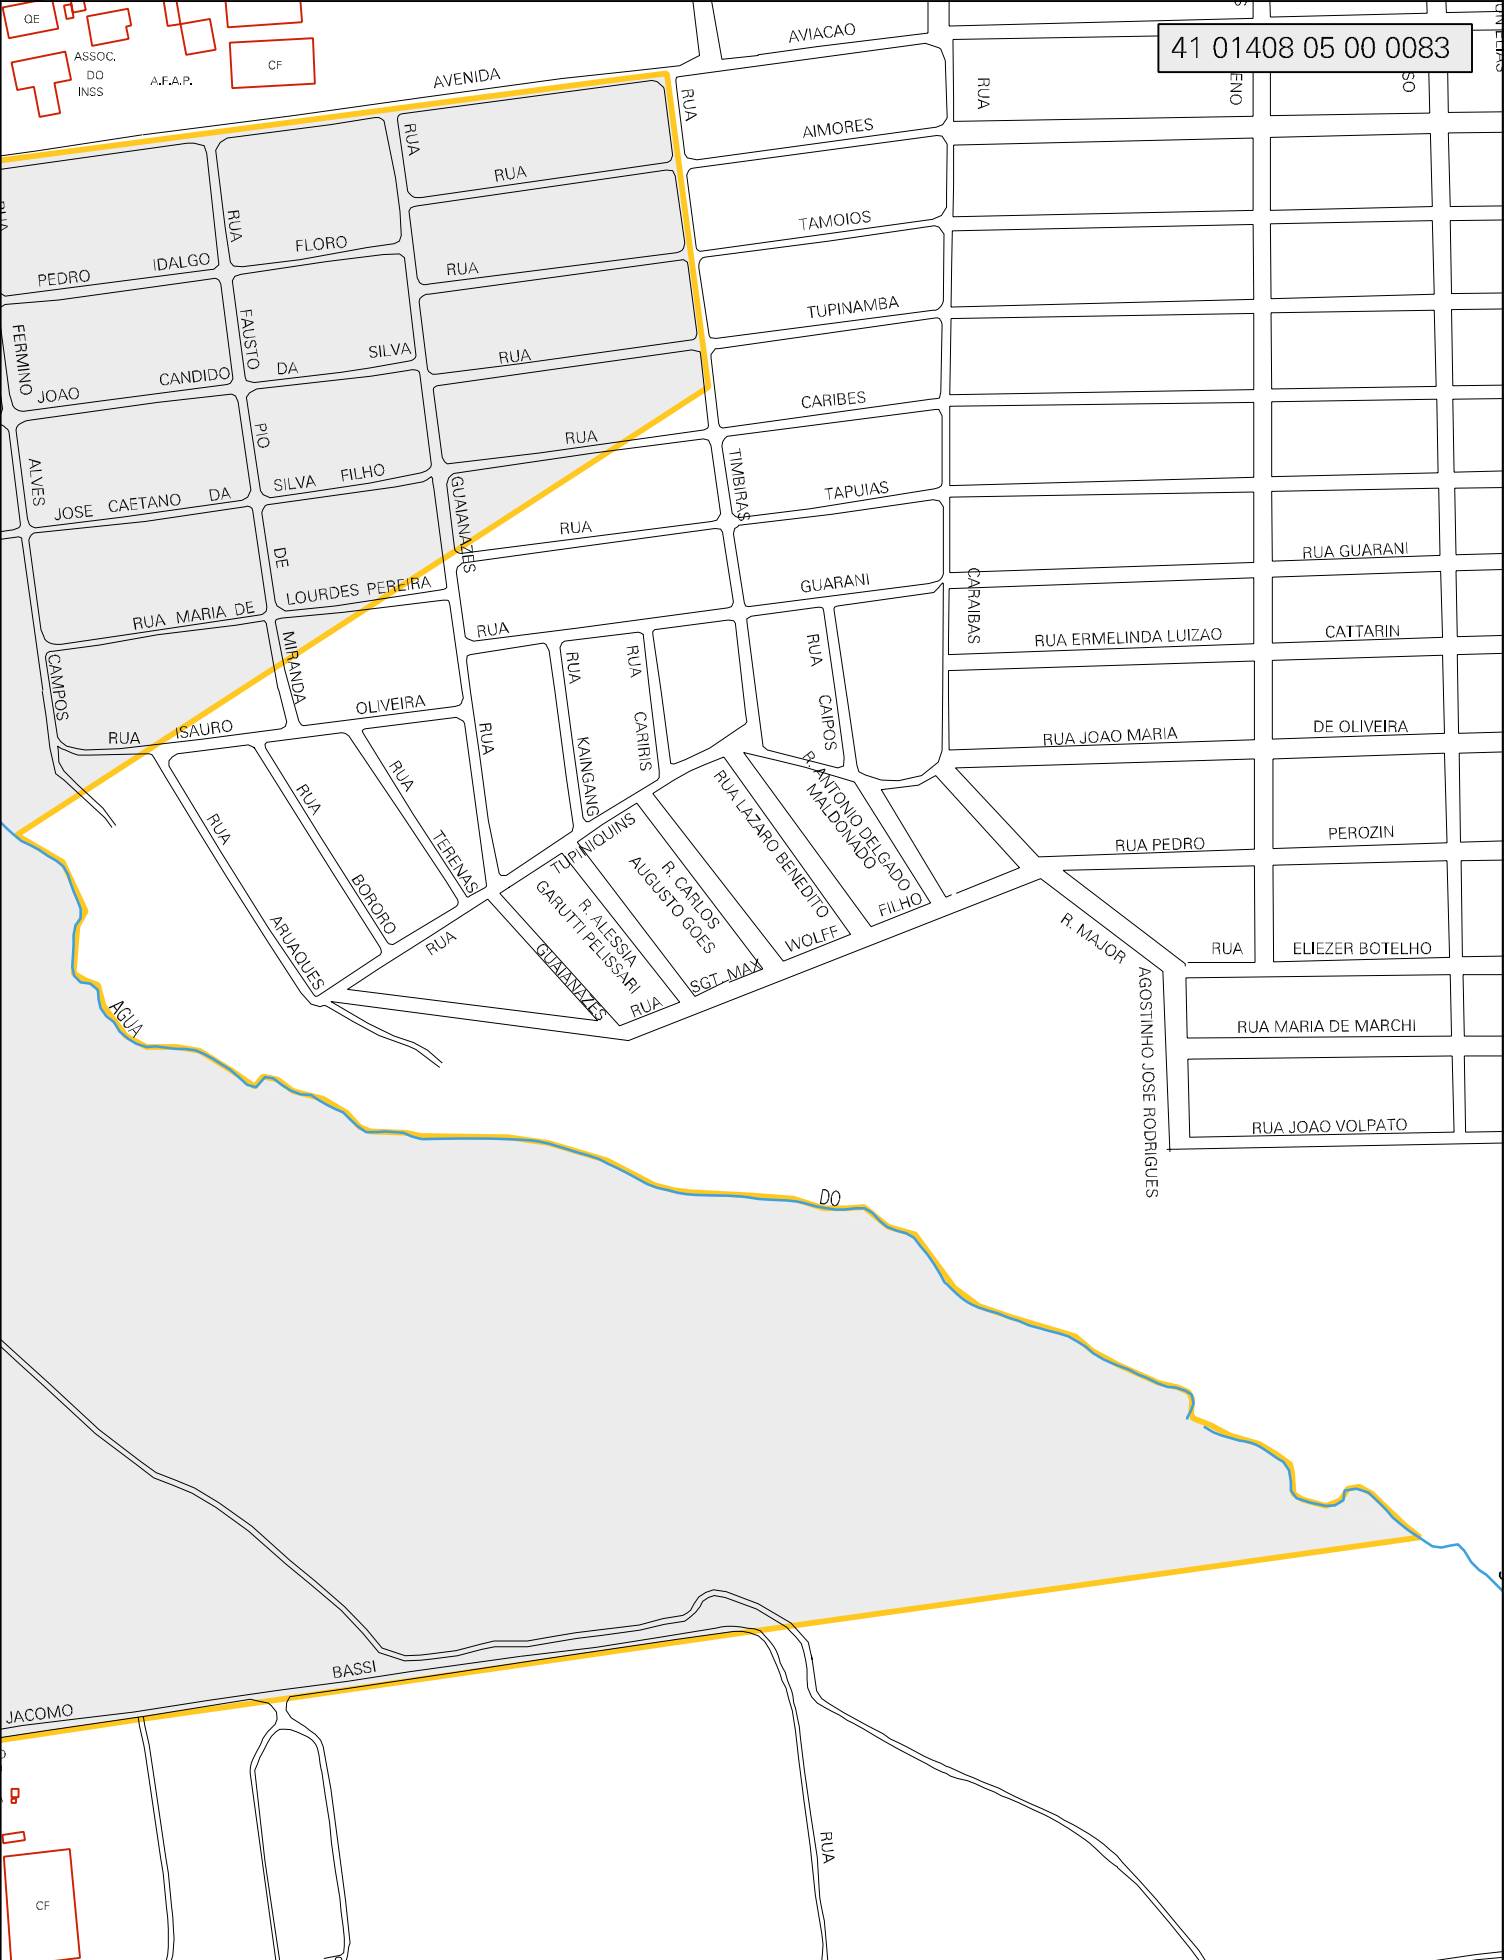 QE
ASSOC.
DO
INSS
A.F.A.P.
CF
AVENIDA
AVIACAO
41 01408 05 00 0083
RUA
RUA
RUA
AIMORES
RUA
RUA
TAMOIOS
RUA
FLORO
PEDRO
IDALGO
RUA
TUPINAMBA
FERMINO
FAUSTO
DA
SILVA
RUA
CARIBES
JOAO
CANDIDO
RUA
PIO
TIMBIRAS
TAPUIAS
ALVES
JOSE CAETANO DA
SILVA FILHO
GUAIANAZES
RUA
GUARANI
RUA GUARANI
DE
LOURDES PEREIRA
RUA MARIA DE
RUA
CARAIBAS
RUA ERMELINDA LUIZAO
CATTARIN
CAMPOS
MIRANDA
RUA
KAINGANG
RUA
CARIRIS
RUA
CAIPOS
RUA
ISAURO
OLIVEIRA
RUA
RUA JOAO MARIA
DE OLIVEIRA
RUA
TERENAS
RUA
BORORO
RUA
ARUAQUES
RUA
TUPINIQUINS
RUA LAZARO BENEDITO
WOLFF
R. ANTONIO DELGADO
MALDONADO
FILHO
R. CARLOS
AUGUSTO GOES
R. ALESSIA
GARUTTI PELISSARI
GUAIANAZES
RUA
SGT. MAX
RUA PEDRO
PEROZIN
R. MAJOR
AGOSTINHO JOSE RODRIGUES
RUA
ELIEZER BOTELHO
RUA MARIA DE MARCHI
RUA JOAO VOLPATO
AGUA
DO
BASSI
JACOMO
RUA
CF